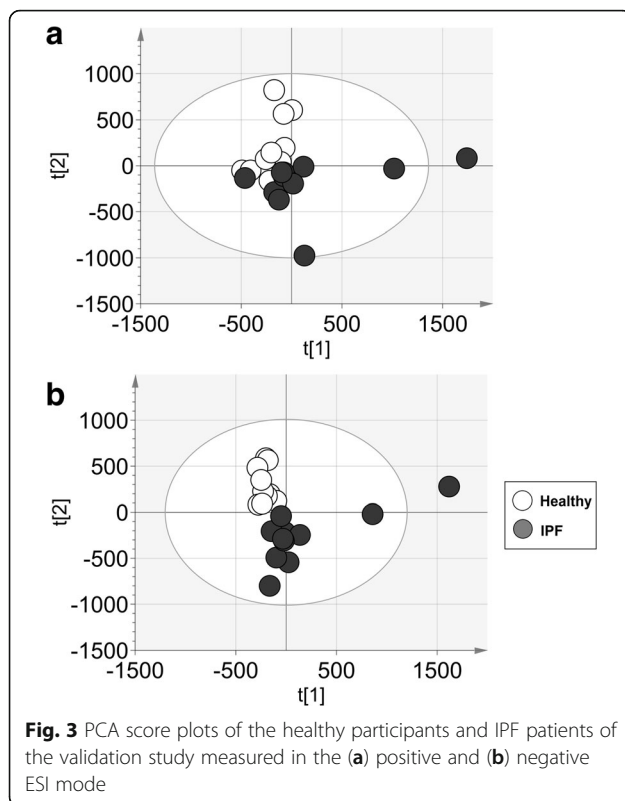 a
1000
500
0
-500
-1000
-1500
t[2]
-1500 -500 500 1500
t[1]
b
1000
500
0
-500
-1000
-1500
t[2]
-1500 -500 500 1500
t[1]
Healthy
IPF
Fig. 3 PCA score plots of the healthy participants and IPF patients of
the validation study measured in the (a) positive and (b) negative
ESI mode